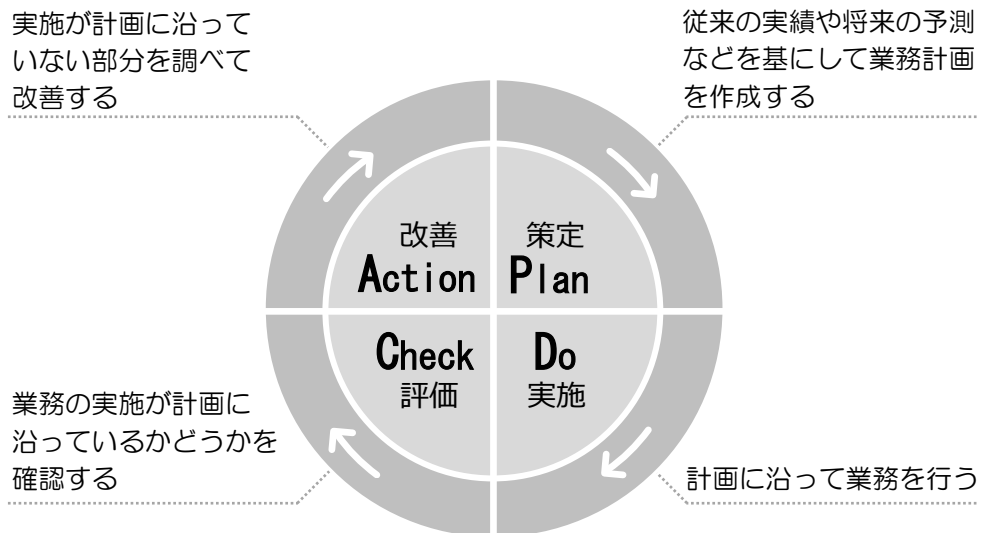 実施が計画に沿って
いない部分を調べて
改善する
従来の実績や将来の予測
などを基にして業務計画
を作成する
改善
Action
策定
Plan
Check
評価
Do
実施
業務の実施が計画に
沿っているかどうかを
確認する
計画に沿って業務を行う